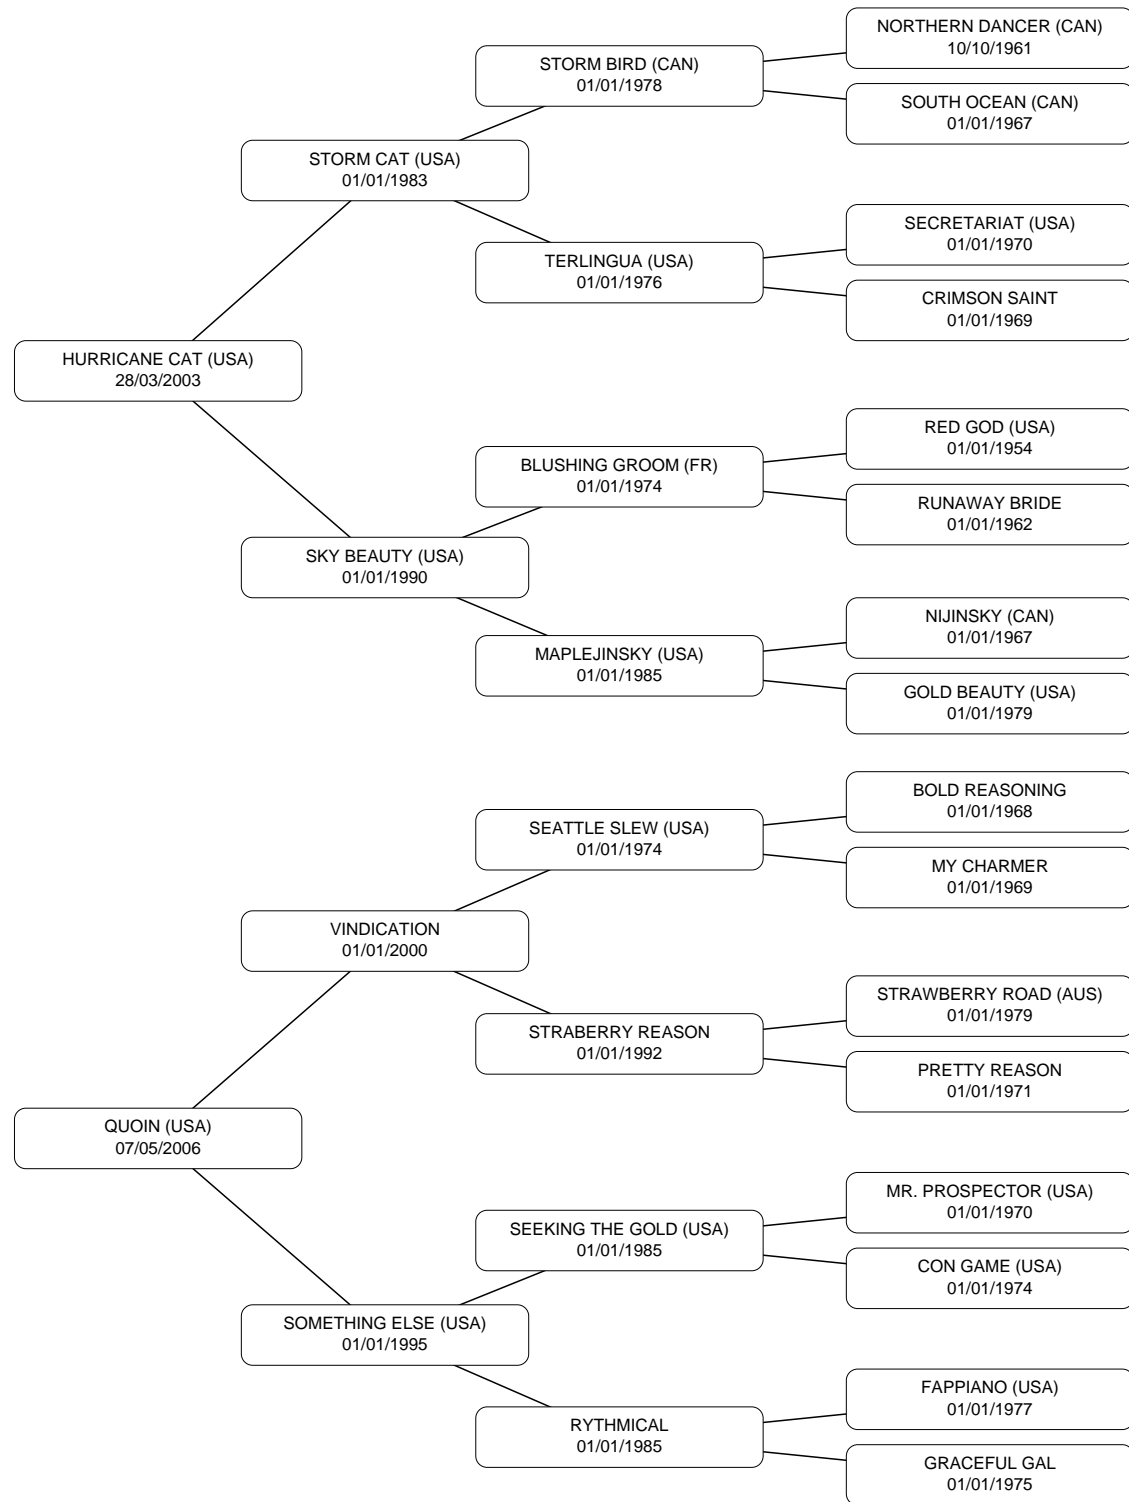 NORTHERN DANCER (CAN)
10/10/1961
STORM BIRD (CAN)
01/01/1978
SOUTH OCEAN (CAN)
01/01/1967
STORM CAT (USA)
01/01/1983
SECRETARIAT (USA)
01/01/1970
TERLINGUA (USA)
01/01/1976
CRIMSON SAINT
01/01/1969
HURRICANE CAT (USA)
28/03/2003
RED GOD (USA)
01/01/1954
BLUSHING GROOM (FR)
01/01/1974
RUNAWAY BRIDE
01/01/1962
SKY BEAUTY (USA)
01/01/1990
NIJINSKY (CAN)
01/01/1967
MAPLEJINSKY (USA)
01/01/1985
GOLD BEAUTY (USA)
01/01/1979
BOLD REASONING
01/01/1968
SEATTLE SLEW (USA)
01/01/1974
MY CHARMER
01/01/1969
VINDICATION
01/01/2000
STRAWBERRY ROAD (AUS)
01/01/1979
STRABERRY REASON
01/01/1992
PRETTY REASON
01/01/1971
QUOIN (USA)
07/05/2006
MR. PROSPECTOR (USA)
01/01/1970
SEEKING THE GOLD (USA)
01/01/1985
CON GAME (USA)
01/01/1974
SOMETHING ELSE (USA)
01/01/1995
FAPPIANO (USA)
01/01/1977
RYTHMICAL
01/01/1985
GRACEFUL GAL
01/01/1975